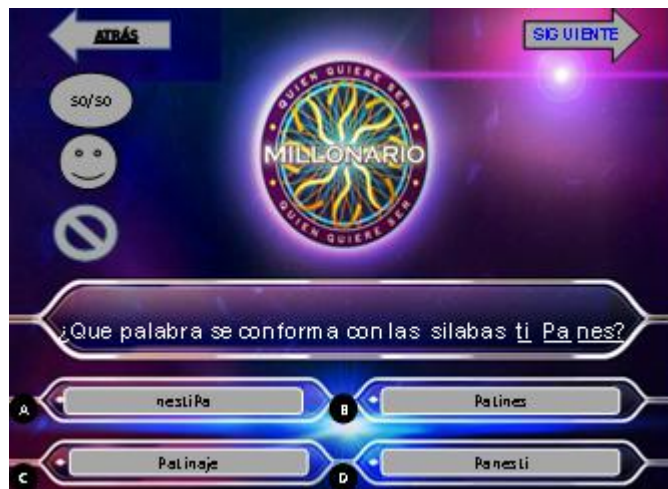 ATRÁS
SIGUIENTE
50/50
QUIEN QUIERE SER
MILLONARIO
QUIEN QUIERE SER
¿Que palabra se conforma con las silabas ti Pa nes?
A nestiPa
B Patines
C Patinaje
D Panesti